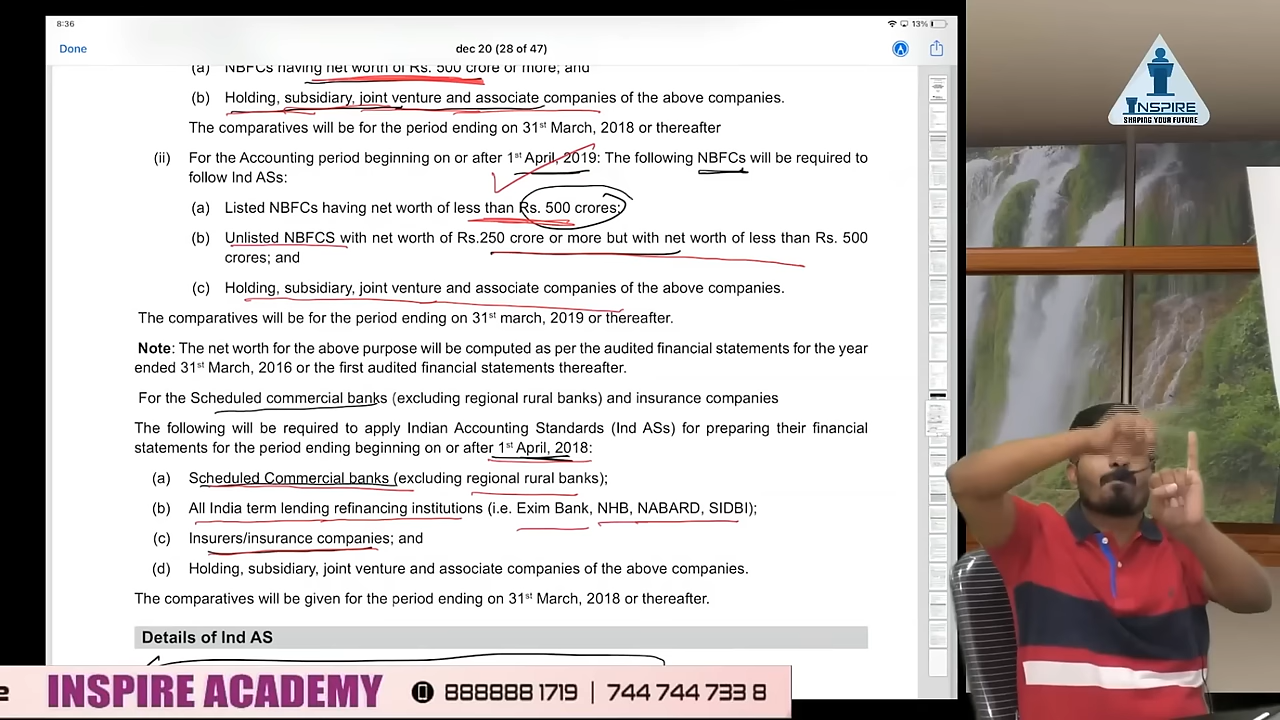 8:36
13%
Done
dec 20 (28 of 47)
(a) having net worth of Rs. 500 crore or more; and
(b) Holding, subsidiary, joint venture and associate companies of the above companies.
The comparatives will be for the period ending on 31st March, 2018 or thereafter
(ii) For the Accounting period beginning on or after 1st April, 2019: The following NBFCs will be required to
follow Ind ASs:
(a) NBFCs having net worth of less than Rs. 500 crores;
(b) Unlisted NBFCS with net worth of Rs.250 crore or more but with net worth of less than Rs. 500
crores; and
(c) Holding, subsidiary, joint venture and associate companies of the above companies.
The comparatives will be for the period ending on 31st march, 2019 or thereafter
Note: The net worth for the above purpose will be computed as per the audited financial statements for the year
ended 31st March, 2016 or the first audited financial statements thereafter.
For the Scheduled commercial banks (excluding regional rural banks) and insurance companies
The following will be required to apply Indian Accounting Standards (Ind ASs) for preparing their financial
statements for the period ending beginning on or after April, 2018:
(a) Scheduled Commercial banks (excluding regional rural banks);
(b) All India term lending refinancing institutions (i.e. Exim Bank, NHB, NABARD, SIDBI);
(c) Insurers/insurance companies; and
(d) Holding, subsidiary, joint venture and associate companies of the above companies.
The comparatives be given for the period ending on 31st March, 2018 or thereafter
Details of Ind AS
INSPIRE
SHAPING YOUR FUTURE
e INSPIRE ACADEMY 88888 1719 | 744 744 733 8